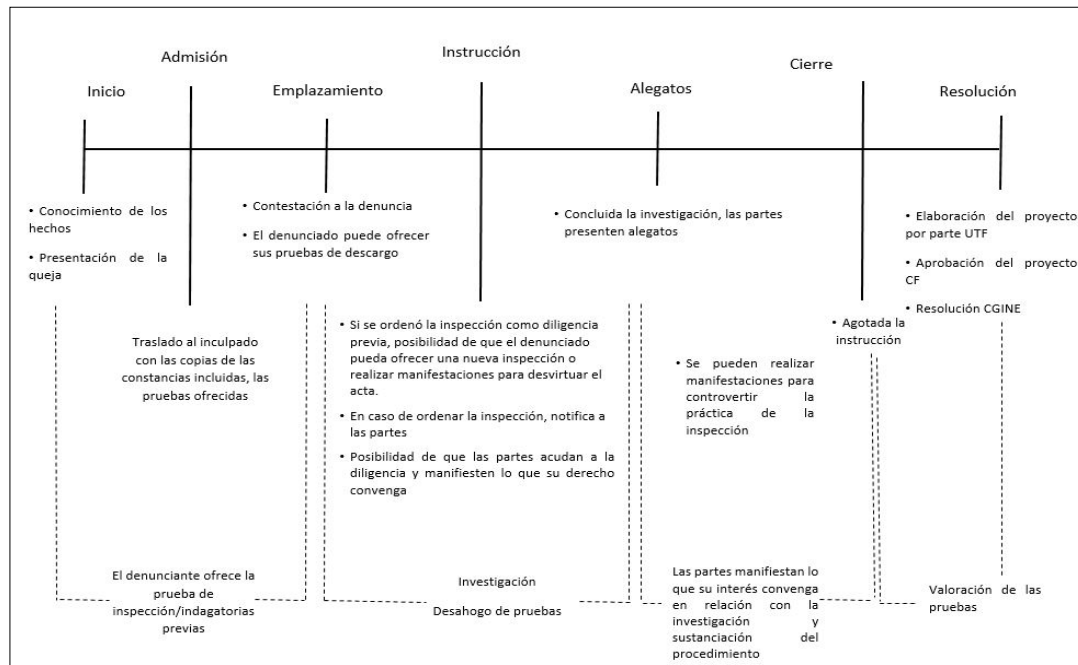 Inicio
Admisión
Emplazamiento
Instrucción
Alegatos
Cierre
Resolución
• Conocimiento de los
hechos
• Presentación de la
queja
Traslado al inculpado
con las copias de las
constancias incluidas, las
pruebas ofrecidas
• Contestación a la denuncia
• El denunciado puede ofrecer
sus pruebas de descargo
• Si se ordenó la inspección como diligencia
previa, posibilidad de que el denunciado
pueda ofrecer una nueva inspección o
realizar manifestaciones para desvirtuar el
acta.
• En caso de ordenar la inspección, notifica a
las partes
• Posibilidad de que las partes acudan a la
diligencia y manifiesten lo que su derecho
convenga
• Concluida la investigación, las partes
presenten alegatos
• Se pueden realizar
manifestaciones para
controvertir la
práctica de la
inspección
• Agotada la
instrucción
• Elaboración del proyecto
por parte UTF
• Aprobación del proyecto
CF
• Resolución CGINE
El denunciante ofrece la
prueba de
inspección/indagatorias
previas
Investigación
Desahogo de pruebas
Las partes manifiestan lo
que su interés convenga
en relación con la
investigación y
sustanciación del
procedimiento
Valoración de las
pruebas